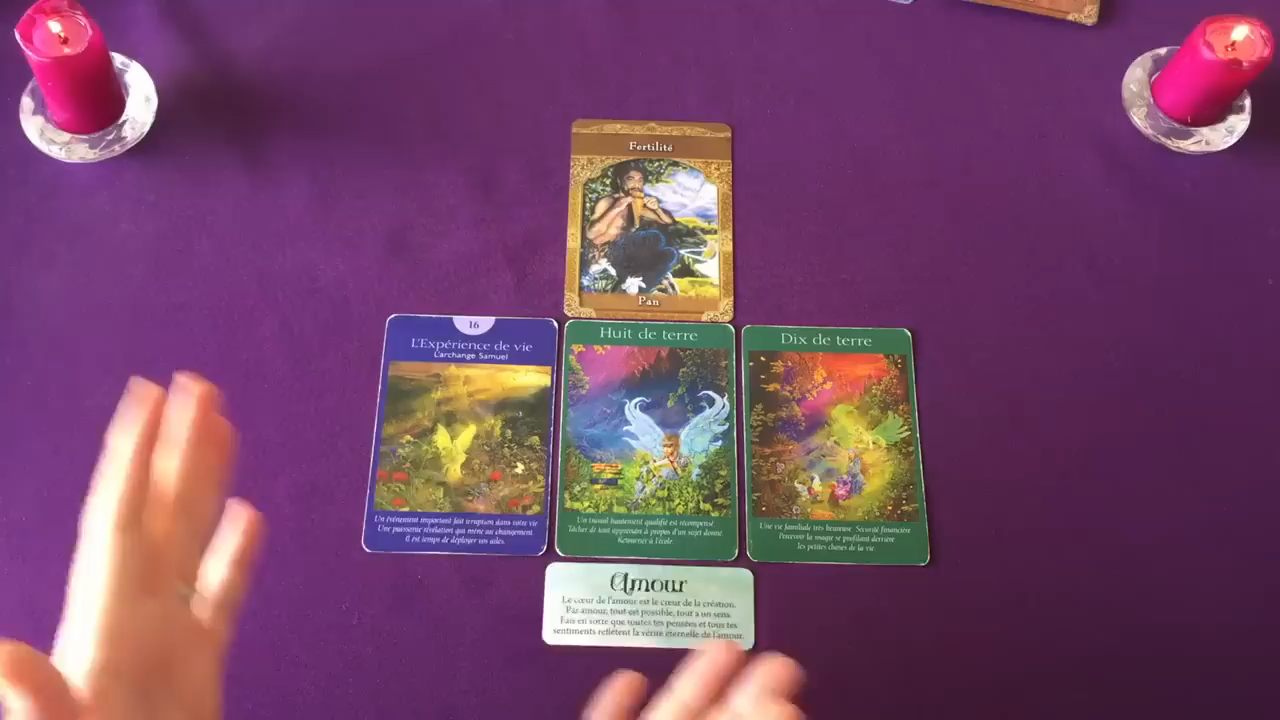 Fertilité
Pan
16
L'Expérience de vie
L'archange Samuel
Un événement important fait irruption dans votre vie
Une puissante révélation qui mène au changement.
Il est temps de déployer vos ailes.
Huit de terre
Un travail hautement qualifié est récompensé
Tâcher de tout apprendre à propos d'un sujet donné
Retourner à l'école.
Dix de terre
Une vie familiale très heureuse Sécurité financière
Percevoir la magie se profilant derrière
les petites choses de la vie.
Amour
Le cœur de l'amour est le cœur de la création.
Par amour, tout est possible, tout a un sens.
Fais en sorte que toutes tes pensées et tous tes
sentiments reflètent la vérité éternelle de l'amour.